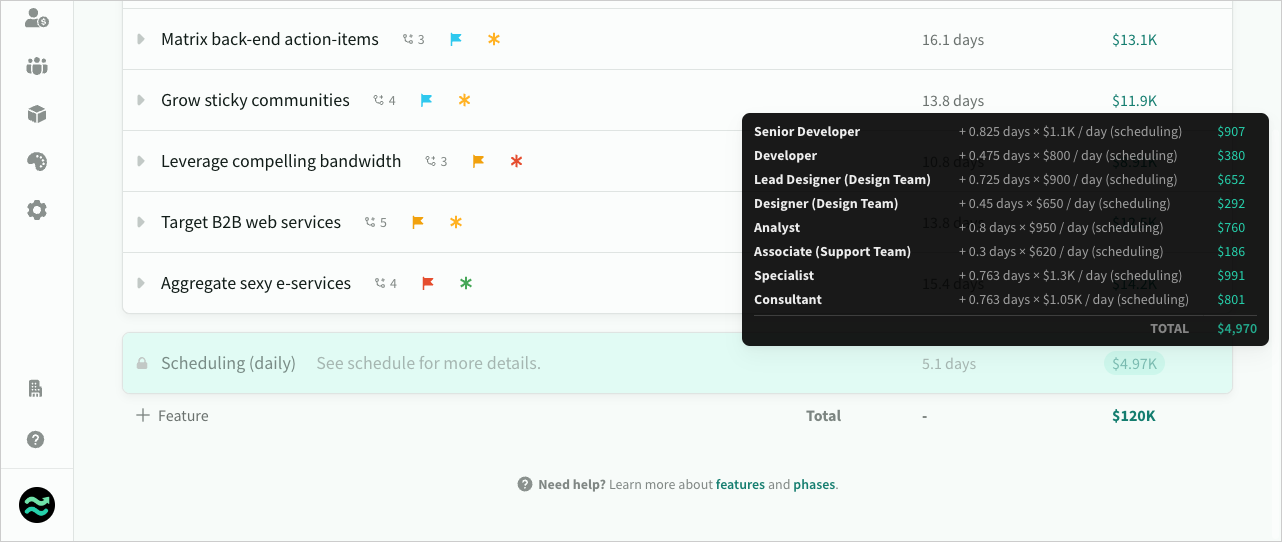 Matrix back-end action-items 3 16.1 days $13.1K
Grow sticky communities 4 13.8 days $11.9K
Leverage compelling bandwidth 3 10.8 days
Target B2B web services 5 13.8 days
Aggregate sexy e-services 4 15.4 days $14.2K
Senior Developer + 0.825 days × $1.1K / day (scheduling) $907
Developer + 0.475 days × $800 / day (scheduling) $380
Lead Designer (Design Team) + 0.725 days × $900 / day (scheduling) $652
Designer (Design Team) + 0.45 days × $650 / day (scheduling) $292
Analyst + 0.8 days × $950 / day (scheduling) $760
Associate (Support Team) + 0.3 days × $620 / day (scheduling) $186
Specialist + 0.763 days × $1.3K / day (scheduling) $991
Consultant + 0.763 days × $1.05K / day (scheduling) $801
TOTAL $4,970
Scheduling (daily) See schedule for more details. 5.1 days $4.97K
+ Feature Total - $120K
? Need help? Learn more about features and phases.